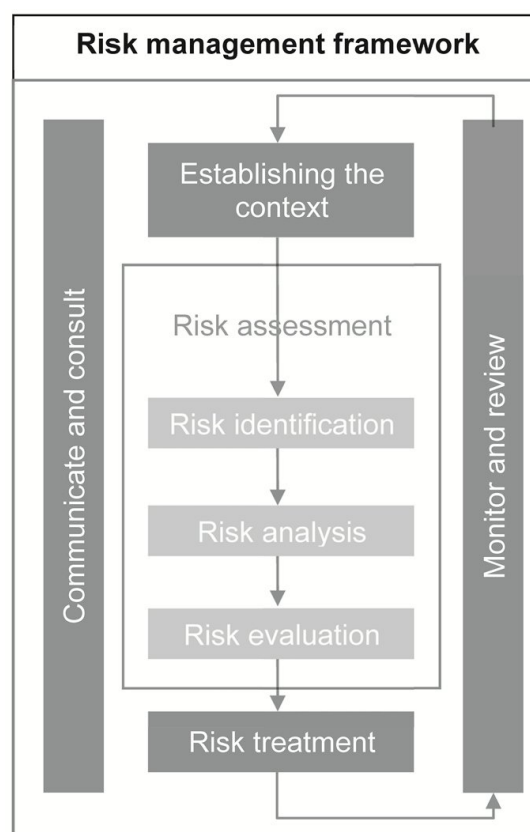 Risk management framework
Communicate and consult
Establishing the
context
Risk assessment
Risk identification
Risk analysis
Risk evaluation
Risk treatment
Monitor and review